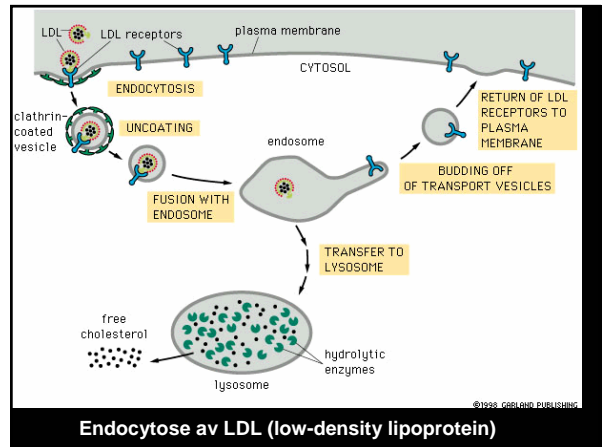 LDL
LDL receptors
plasma membrane
CYTOSOL
ENDOCYTOSIS
clathrin-
coated
vesicle
UNCOATING
RETURN OF LDL
RECEPTORS TO
PLASMA
MEMBRANE
endosome
BUDDING OFF
OF TRANSPORT VESICLES
FUSION WITH
ENDOSOME
TRANSFER TO
LYSOSOME
free
cholesterol
hydrolytic
enzymes
lysosome
©1998 GARLAND PUBLISHING
Endocytose av LDL (low-density lipoprotein)